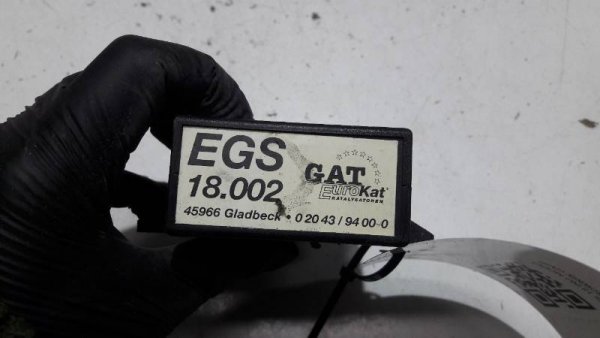 EGS
18.002
GAT
EuroKat
KATALYSATOREN
45966 Gladbeck • 0 20 43 / 94 00-0